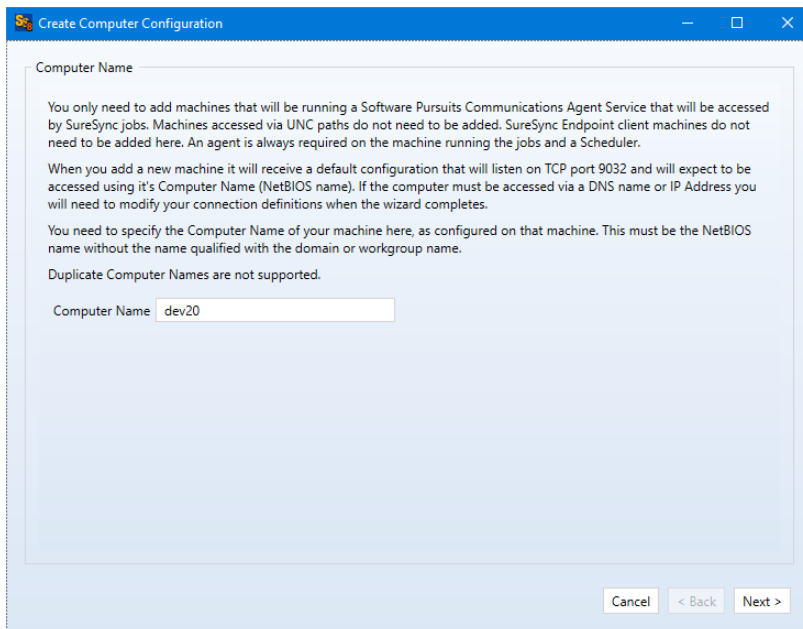 Create Computer Configuration
Computer Name
You only need to add machines that will be running a Software Pursuits Communications Agent Service that will be accessed
by SureSync jobs. Machines accessed via UNC paths do not need to be added. SureSync Endpoint client machines do not
need to be added here. An agent is always required on the machine running the jobs and a Scheduler.
When you add a new machine it will receive a default configuration that will listen on TCP port 9032 and will expect to be
accessed using it's Computer Name (NetBIOS name). If the computer must be accessed via a DNS name or IP Address you
will need to modify your connection definitions when the wizard completes.
You need to specify the Computer Name of your machine here, as configured on that machine. This must be the NetBIOS
name without the name qualified with the domain or workgroup name.
Duplicate Computer Names are not supported.
Computer Name dev20
Cancel < Back Next >